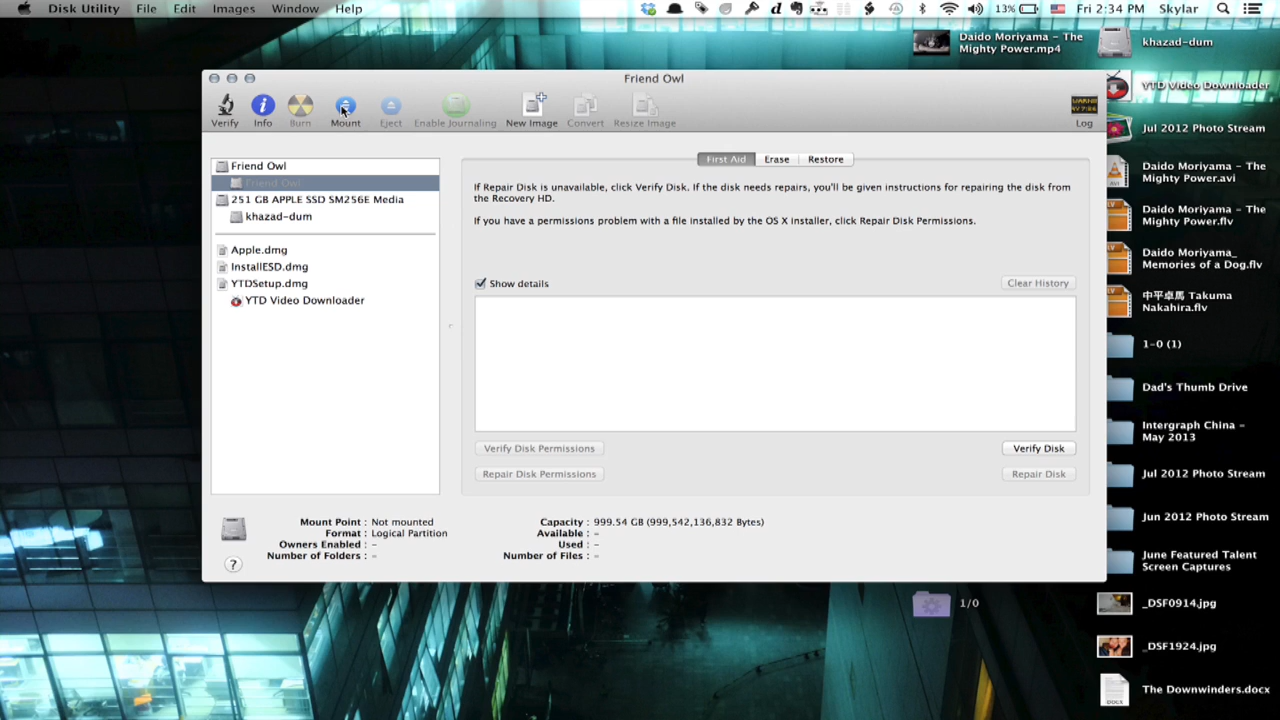 Disk Utility File Edit Images Window Help
13% Fri 2:34 PM Skylar
Daido Moriyama - The
Mighty Power.mp4
khazad-dum
Friend Owl
Verify Info Burn Mount Eject Enable Journaling New Image Convert Resize Image
Log
Friend Owl
Friend Owl
251 GB APPLE SSD SM256E Media
khazad-dum
Apple.dmg
InstallESD.dmg
YTDSetup.dmg
YTD Video Downloader
First Aid Erase Restore
If Repair Disk is unavailable, click Verify Disk. If the disk needs repairs, you'll be given instructions for repairing the disk from
the Recovery HD.
If you have a permissions problem with a file installed by the OS X installer, click Repair Disk Permissions.
Show details
Clear History
Verify Disk Permissions
Verify Disk
Repair Disk Permissions
Repair Disk
Mount Point : Not mounted
Format : Logical Partition
Owners Enabled : -
Number of Folders : -
Capacity : 999.54 GB (999,542,136,832 Bytes)
Available : -
Used : -
Number of Files : -
?
YTD Video Downloader
Jul 2012 Photo Stream
Daido Moriyama - The
Mighty Power.avi
Daido Moriyama - The
Mighty Power.flv
Daido Moriyama_
Memories of a Dog.flv
中平卓馬 Takuma
Nakahira.flv
1-0 (1)
Dad's Thumb Drive
Intergraph China -
May 2013
Jul 2012 Photo Stream
Jun 2012 Photo Stream
June Featured Talent
Screen Captures
1/0
_DSF0914.jpg
_DSF1924.jpg
The Downwinders.docx